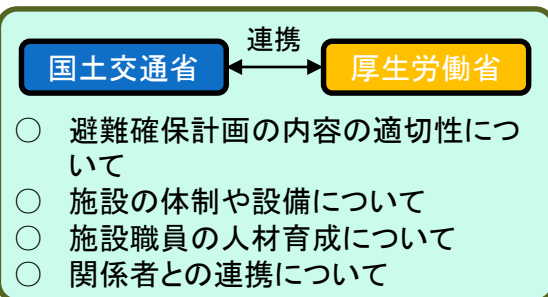 連携
国土交通省 厚生労働省
○ 避難確保計画の内容の適切性につ
いて
○ 施設の体制や設備について
○ 施設職員の人材育成について
○ 関係者との連携について